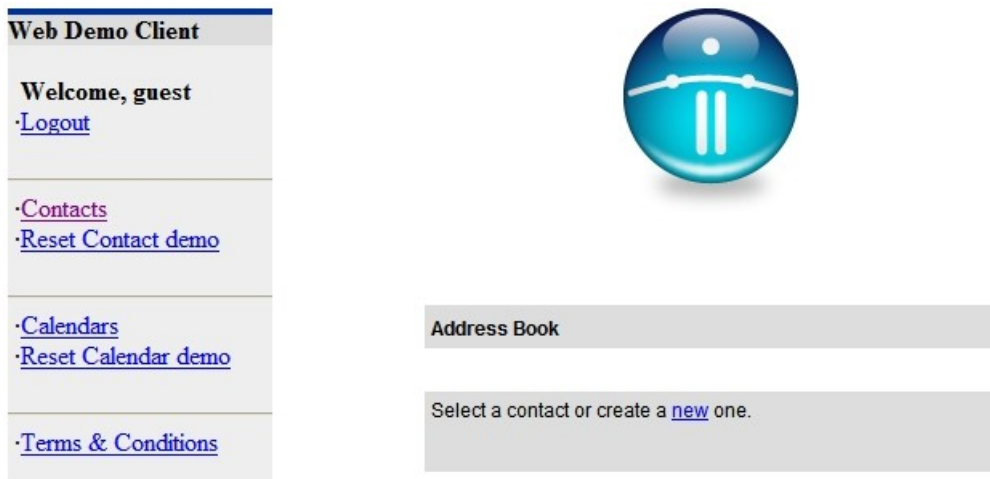 Web Demo Client
Welcome, guest
·Logout
·Contacts
·Reset Contact demo
·Calendars
·Reset Calendar demo
·Terms & Conditions
Address Book
Select a contact or create a new one.